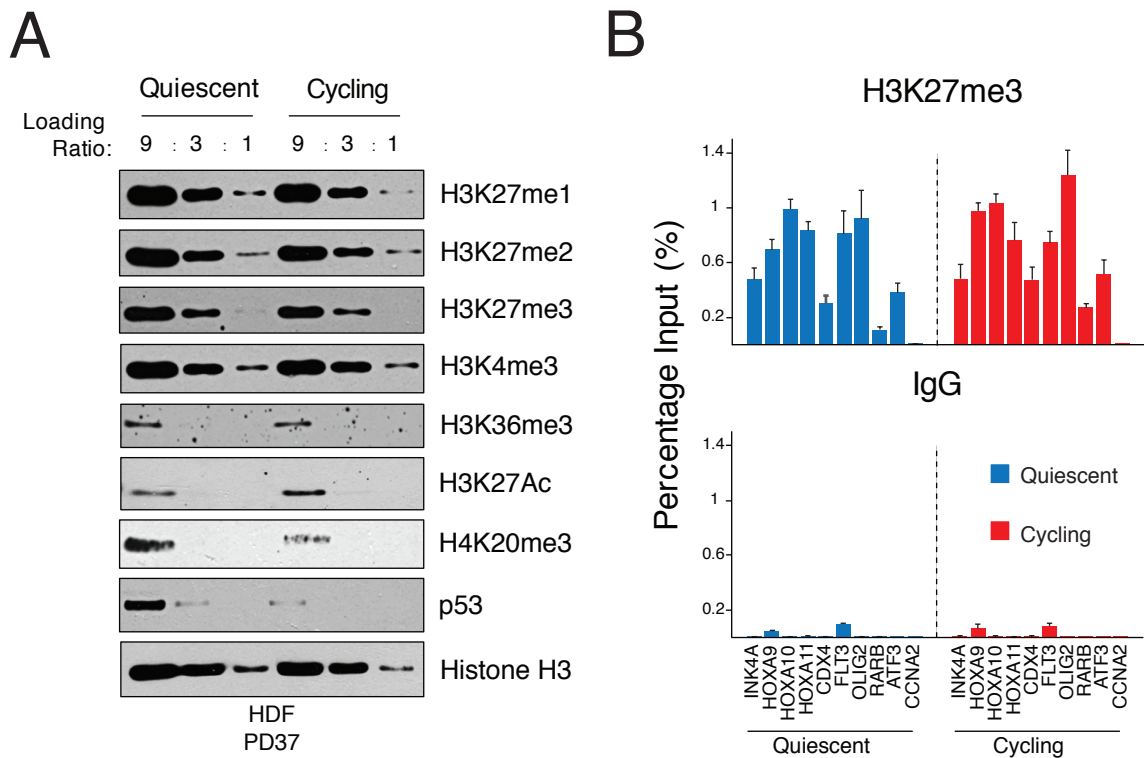 A
Quiescent Cycling
Loading
Ratio: 9 : 3 : 1 9 : 3 : 1
H3K27me1
H3K27me2
H3K27me3
H3K4me3
H3K36me3
H3K27Ac
H4K20me3
p53
Histone H3
HDF
PD37
B
H3K27me3
Percentage Input (%)
1.4
1
0.6
0.2
IgG
1.4
1
0.6
0.2
Quiescent
Cycling
INK4A
HOXA9
HOXA10
HOXA11
CDX4
FLT3
OLIG2
RARB
ATF3
CCNA2
INK4A
HOXA9
HOXA10
HOXA11
CDX4
FLT3
OLIG2
RARB
ATF3
CCNA2
Quiescent Cycling